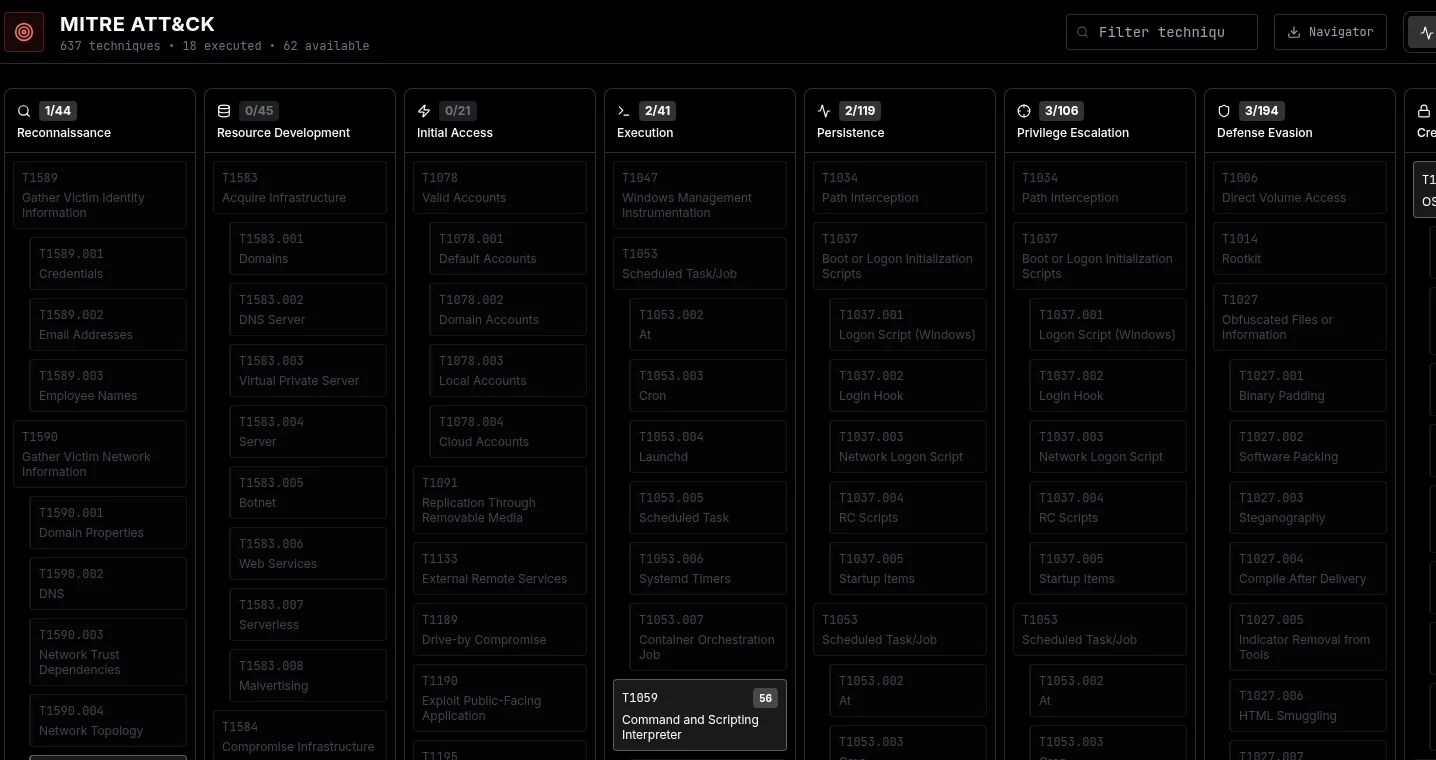 MITRE ATT&CK
637 techniques • 18 executed • 62 available
Filter techniqu
Navigator
1/44
Reconnaissance
T1589
Gather Victim Identity
Information
T1589.001
Credentials
T1589.002
Email Addresses
T1589.003
Employee Names
T1590
Gather Victim Network
Information
T1590.001
Domain Properties
T1590.002
DNS
T1590.003
Network Trust
Dependencies
T1590.004
Network Topology
0/45
Resource Development
T1583
Acquire Infrastructure
T1583.001
Domains
T1583.002
DNS Server
T1583.003
Virtual Private Server
T1583.004
Server
T1583.005
Botnet
T1583.006
Web Services
T1583.007
Serverless
T1583.008
Malvertising
T1584
Compromise Infrastructure
0/21
Initial Access
T1078
Valid Accounts
T1078.001
Default Accounts
T1078.002
Domain Accounts
T1078.003
Local Accounts
T1078.004
Cloud Accounts
T1091
Replication Through
Removable Media
T1133
External Remote Services
T1189
Drive-by Compromise
T1190
Exploit Public-Facing
Application
T1195
2/41
Execution
T1047
Windows Management
Instrumentation
T1053
Scheduled Task/Job
T1053.002
At
T1053.003
Cron
T1053.004
Launchd
T1053.005
Scheduled Task
T1053.006
Systemd Timers
T1053.007
Container Orchestration
Job
T1059
56
Command and Scripting
Interpreter
2/119
Persistence
T1034
Path Interception
T1037
Boot or Logon Initialization
Scripts
T1037.001
Logon Script (Windows)
T1037.002
Login Hook
T1037.003
Network Logon Script
T1037.004
RC Scripts
T1037.005
Startup Items
T1053
Scheduled Task/Job
T1053.002
At
T1053.003
Cron
3/106
Privilege Escalation
T1034
Path Interception
T1037
Boot or Logon Initialization
Scripts
T1037.001
Logon Script (Windows)
T1037.002
Login Hook
T1037.003
Network Logon Script
T1037.004
RC Scripts
T1037.005
Startup Items
T1053
Scheduled Task/Job
T1053.002
At
T1053.003
Cron
3/194
Defense Evasion
T1006
Direct Volume Access
T1014
Rootkit
T1027
Obfuscated Files or
Information
T1027.001
Binary Padding
T1027.002
Software Packing
T1027.003
Steganography
T1027.004
Compile After Delivery
T1027.005
Indicator Removal from
Tools
T1027.006
HTML Smuggling
T1027.007
Cre
T1
OS